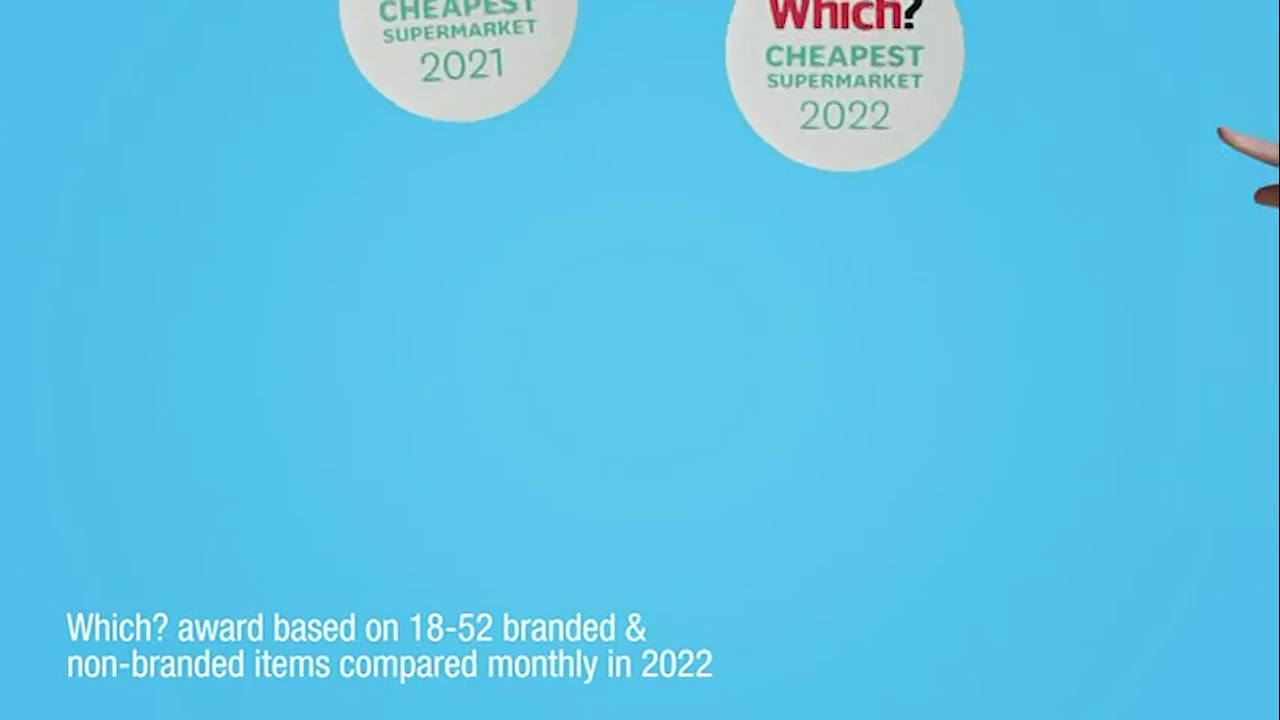 CHEAPEST
SUPERMARKET
2021
Which?
CHEAPEST
SUPERMARKET
2022
Which? award based on 18-52 branded &
non-branded items compared monthly in 2022